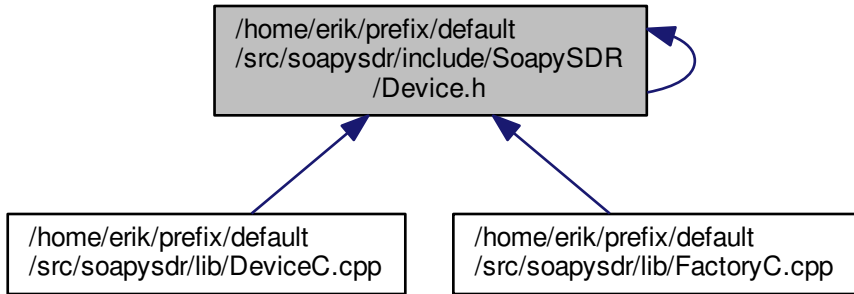 /home/erik/prefix/default
/src/soapysdr/include/SoapySDR
/Device.h
/home/erik/prefix/default
/src/soapysdr/lib/DeviceC.cpp
/home/erik/prefix/default
/src/soapysdr/lib/FactoryC.cpp